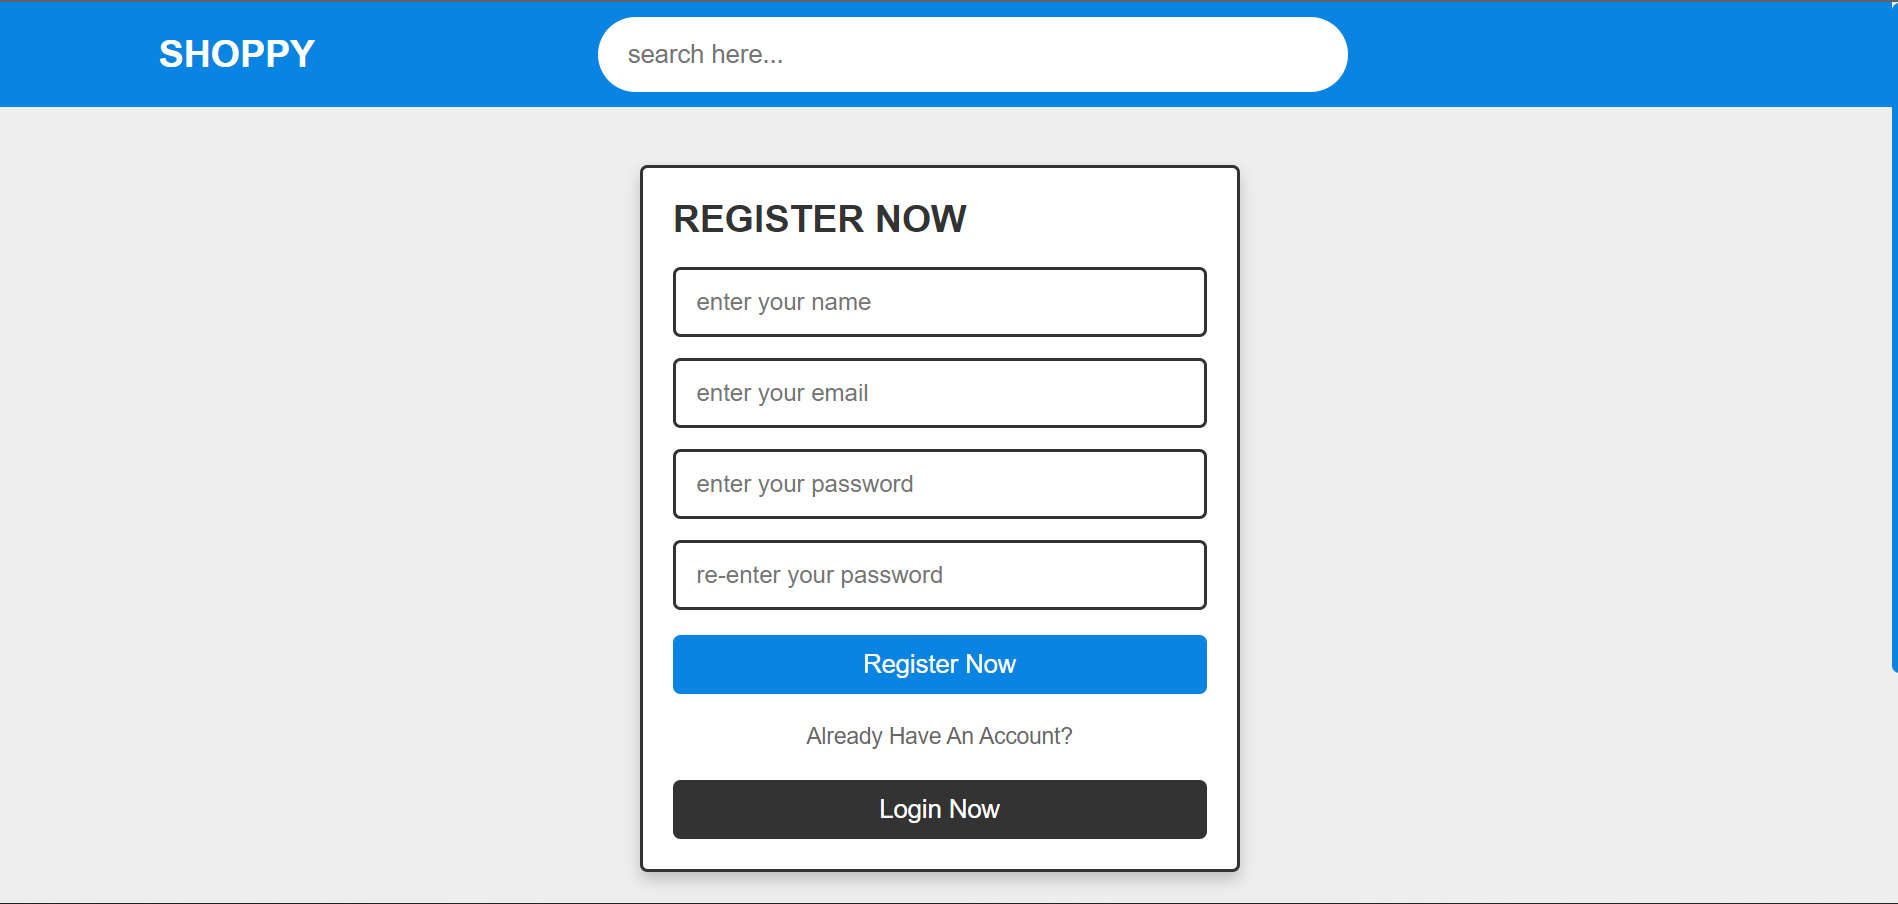 SHOPPY
search here...
REGISTER NOW
enter your name
enter your email
enter your password
re-enter your password
Register Now
Already Have An Account?
Login Now